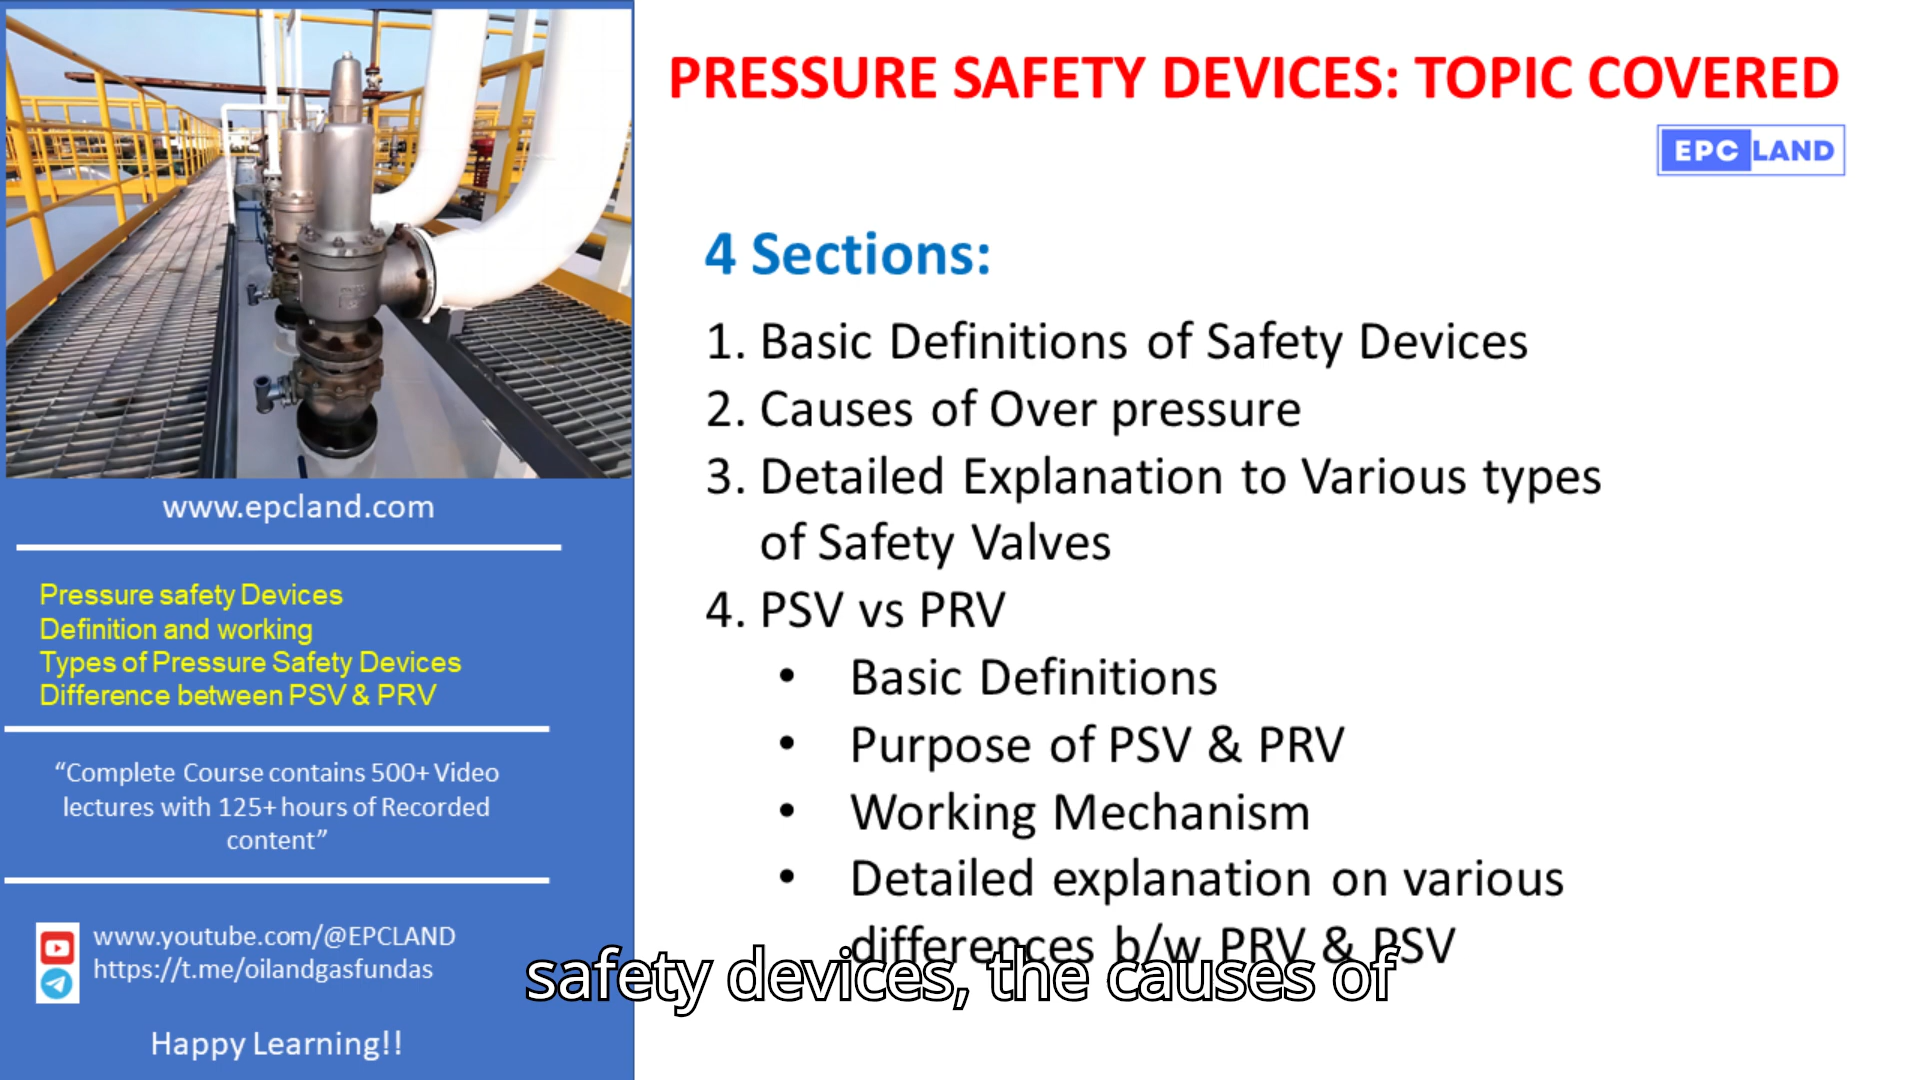 PRESSURE SAFETY DEVICES: TOPIC COVERED
EPC LAND
4 Sections:
1. Basic Definitions of Safety Devices
2. Causes of Over pressure
3. Detailed Explanation to Various types
of Safety Valves
4. PSV vs PRV
• Basic Definitions
• Purpose of PSV & PRV
• Working Mechanism
• Detailed explanation on various
differences b/w PRV & PSV
www.epcland.com
Pressure safety Devices
Definition and working
Types of Pressure Safety Devices
Difference between PSV & PRV
“Complete Course contains 500+ Video
lectures with 125+ hours of Recorded
content”
www.youtube.com/@EPCLAND
https://t.me/oilandgasfundas
Happy Learning!!
safety devices, the causes of